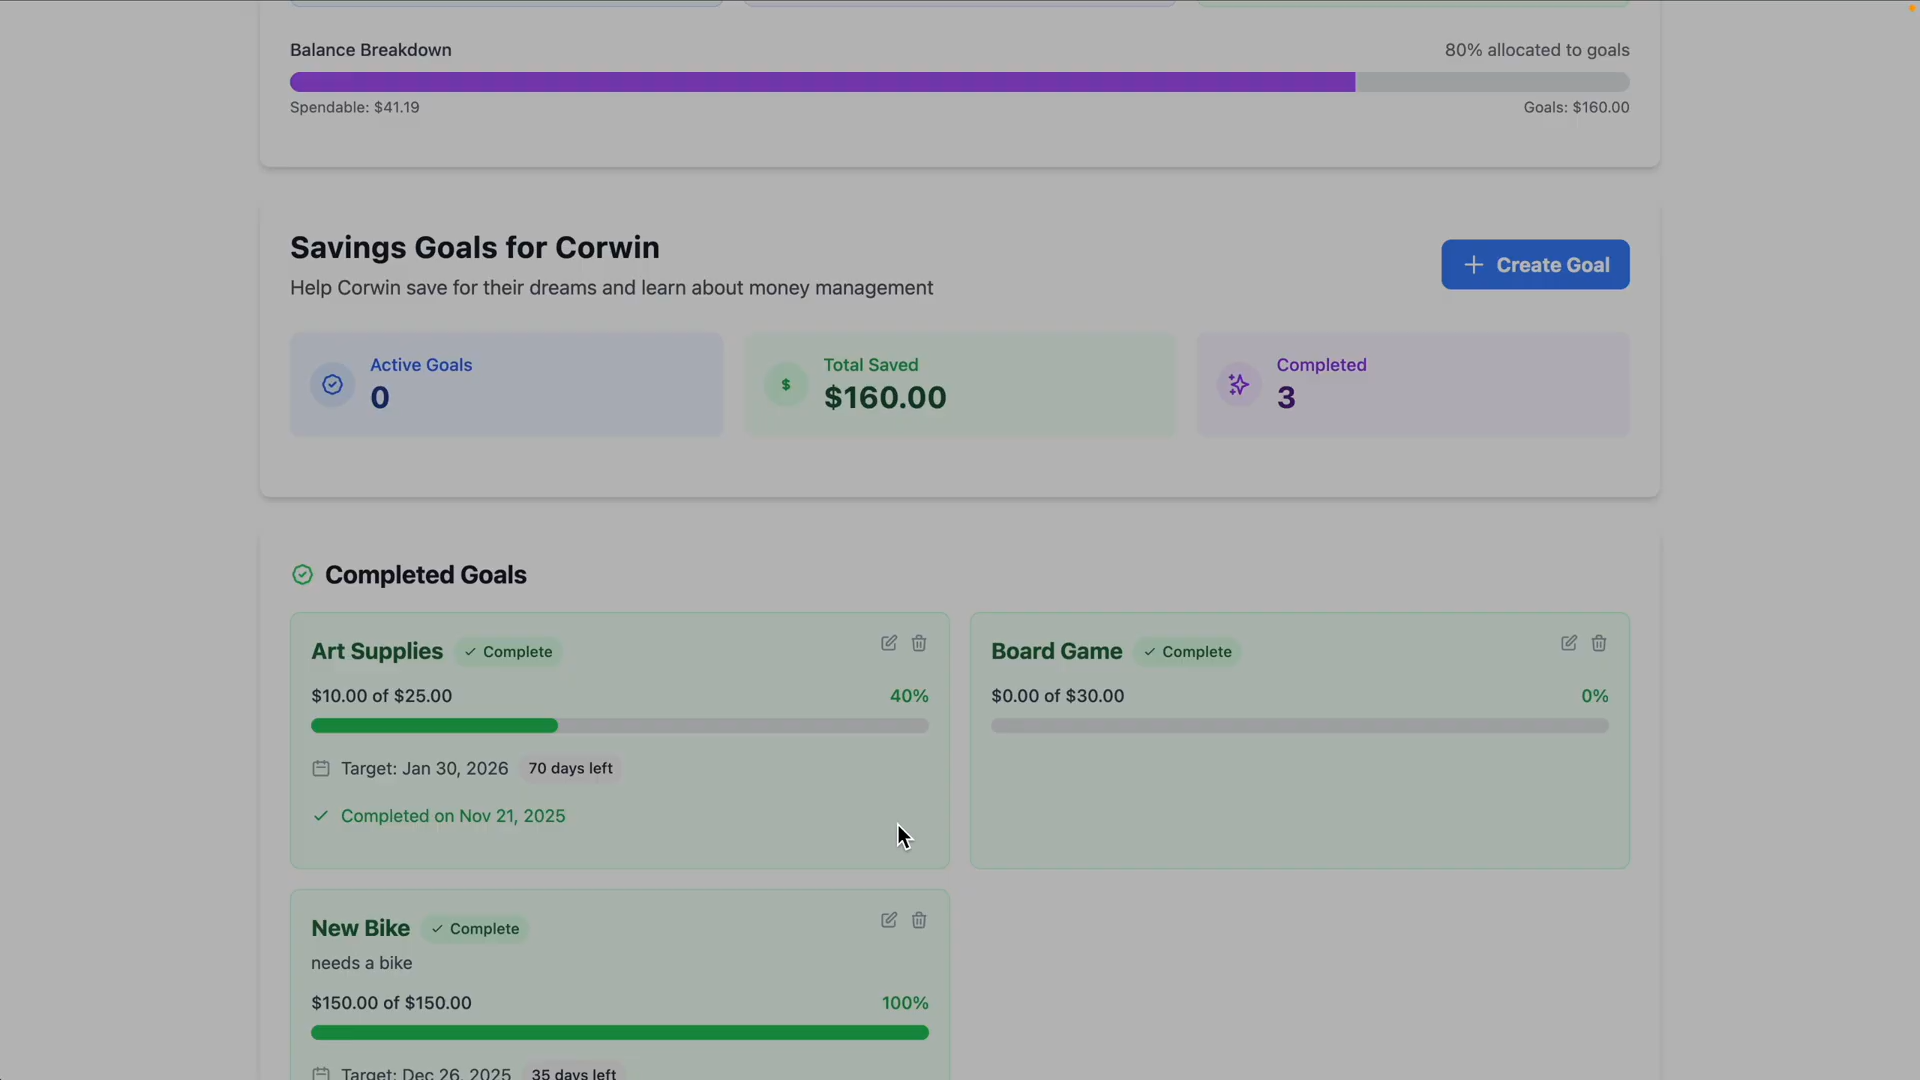 Balance Breakdown
80% allocated to goals
Spendable: $41.19
Goals: $160.00
Savings Goals for Corwin
Help Corwin save for their dreams and learn about money management
Create Goal
Active Goals
0
$
Total Saved
$160.00
Completed
3
Completed Goals
Art Supplies
Complete
$10.00 of $25.00
40%
Target: Jan 30, 2026
70 days left
Completed on Nov 21, 2025
Board Game
Complete
$0.00 of $30.00
0%
New Bike
Complete
needs a bike
$150.00 of $150.00
100%
Target: Dec 26, 2025
35 days left